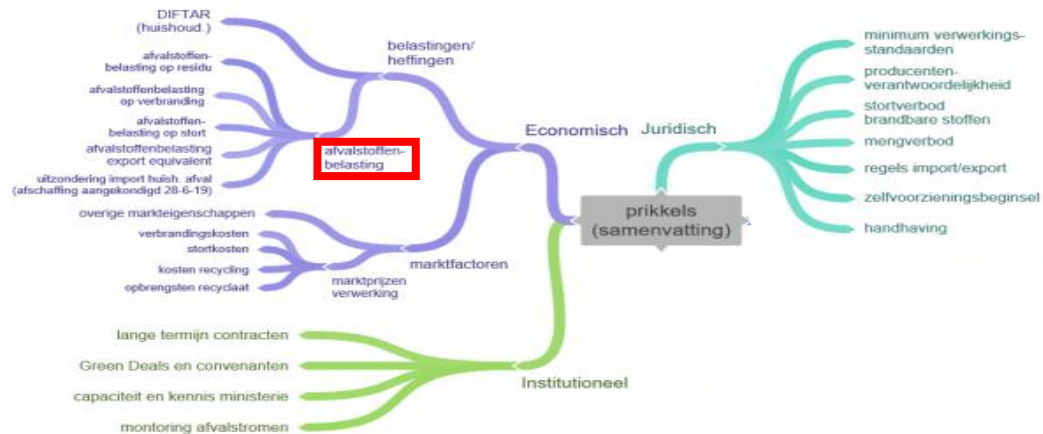 DIFTAR
(huishoud.)
afvalstoffen-
belasting op residu
afvalstoffenbelasting
op verbranding
afvalstoffen-
belasting op stort
afvalstoffenbelasting
export equivalent
uitzondering import huish. afval
(afschaffing aangekondigd 28-6-19)
belastingen/
heffingen
afvalstoffen-
belasting
overige markteigenschappen
verbrandingskosten
stortkosten
kosten recycling
opbrengsten recyclaat
marktprijzen
verwerking
marktfactoren
Economisch
lange termijn contracten
Green Deals en convenanten
capaciteit en kennis ministerie
montoring afvalstromen
Institutioneel
prikkels
(samenvatting)
Juridisch
minimum verwerkings-
standaarden
producenten-
verantwoordelijkheid
stortverbod
brandbare stoffen
mengverbod
regels import/export
zelfvoorzieningsbeginsel
handhaving